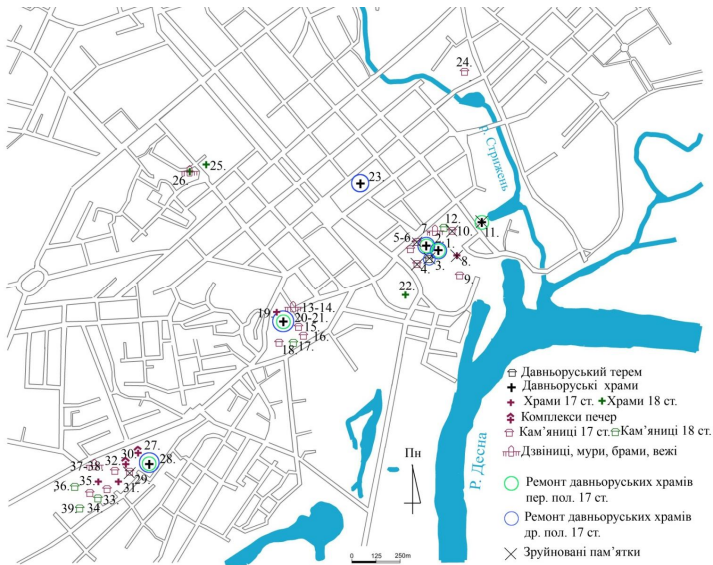 24.
р. Стрижень
25.
26.
23.
12.
7.
10.
5-6.
2.
1.
11.
8.
4.
3.
9.
22.
19.
13-14.
20-21.
15.
16.
18.
17.
27.
30.
28.
37-38.
32.
29.
35.
31.
36.
33.
39.
34.
Пн
Р. Десна
0 125 250m
Давньоруський терем
Давньоруські храми
Храми 17 ст. Храми 18 ст.
Комплекси печер
Кам’яниці 17 ст. Кам’яниці 18 ст.
Дзвіниці, мури, брами, вежі
Ремонт давньоруських храмів
пер. пол. 17 ст.
Ремонт давньоруських храмів
др. пол. 17 ст.
Зруйновані пам’ятки